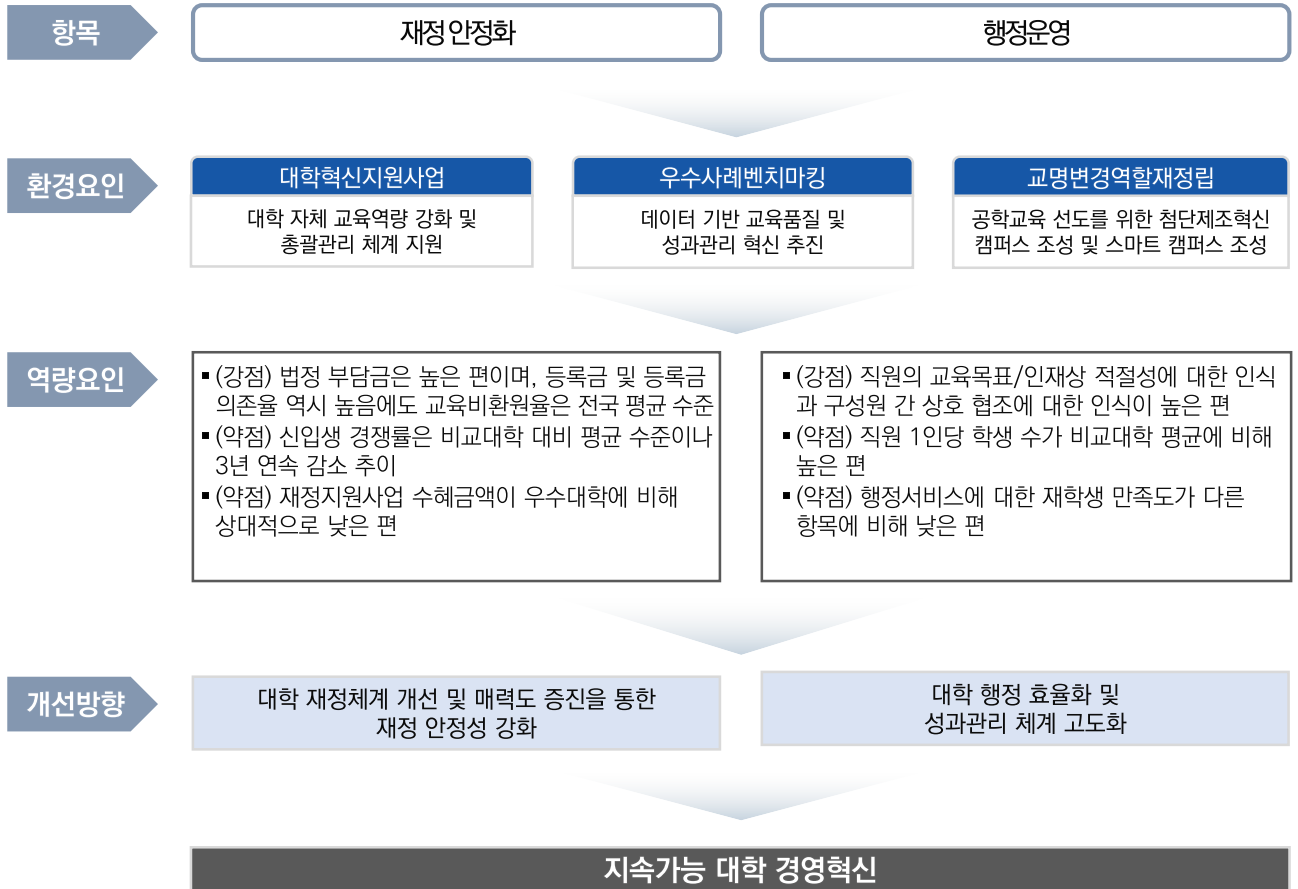 항목
재정 안정화
행정운영
환경요인
대학혁신지원사업
대학 자체 교육역량 강화 및
총괄관리 체계 지원
우수사례벤치마킹
데이터 기반 교육품질 및
성과관리 혁신 추진
교명변경역할재정립
공학교육 선도를 위한 첨단제조혁신
캠퍼스 조성 및 스마트 캠퍼스 조성
역량요인
▪ (강점) 법정 부담금은 높은 편이며, 등록금 및 등록금
의존율 역시 높음에도 교육비환원율은 전국 평균 수준
▪ (약점) 신입생 경쟁률은 비교대학 대비 평균 수준이나
3년 연속 감소 추이
▪ (약점) 재정지원사업 수혜금액이 우수대학에 비해
상대적으로 낮은 편
▪ (강점) 직원의 교육목표/인재상 적절성에 대한 인식
과 구성원 간 상호 협조에 대한 인식이 높은 편
▪ (약점) 직원 1인당 학생 수가 비교대학 평균에 비해
높은 편
▪ (약점) 행정서비스에 대한 재학생 만족도가 다른
항목에 비해 낮은 편
개선방향
대학 재정체계 개선 및 매력도 증진을 통한
재정 안정성 강화
대학 행정 효율화 및
성과관리 체계 고도화
지속가능 대학 경영혁신